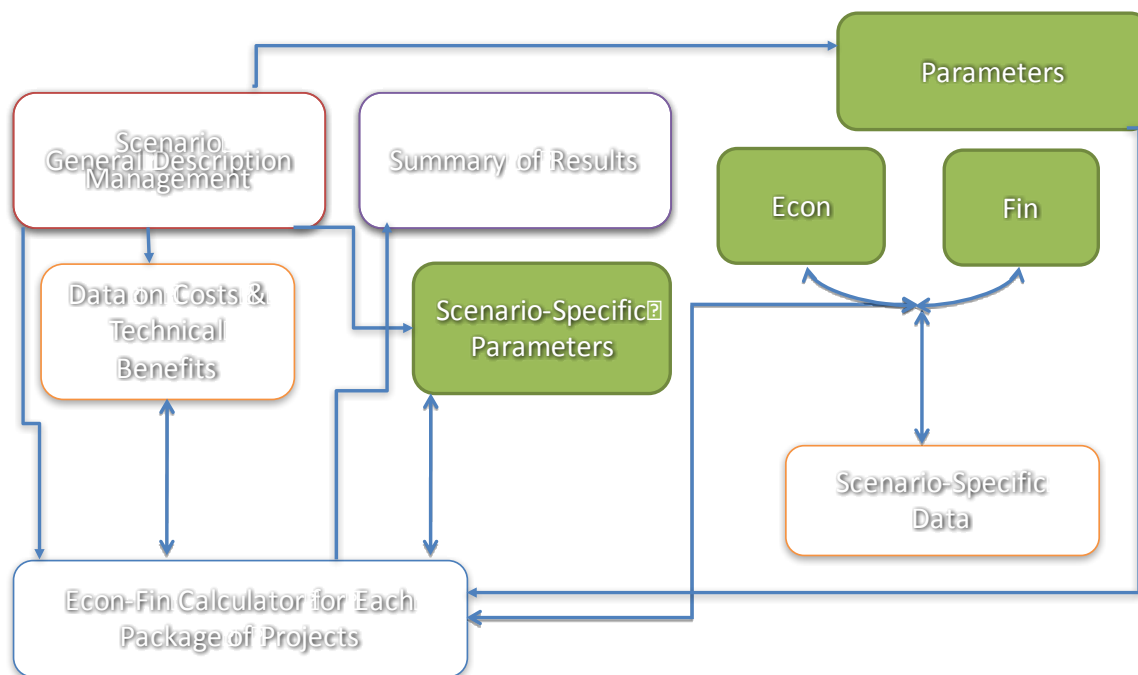 Parameters
Scenario
Management
General Description
Summary of Results
Econ
Fin
Data on Costs &
Technical
Benefits
Scenario-Specific
Parameters
Scenario-Specific
Data
Econ-Fin Calculator for Each
Package of Projects